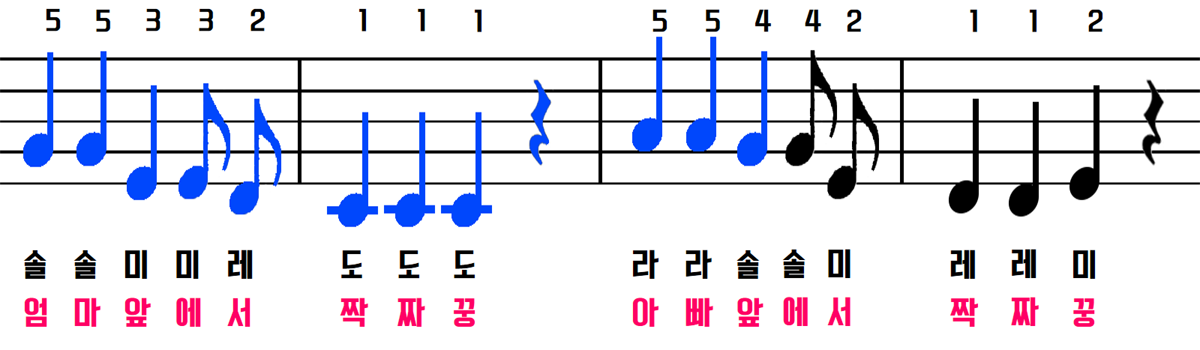 5 5 3 3 2 1 1 1 5 5 4 4 2 1 1 2
솔 솔 미 미 레 도 도 도 라 라 솔 솔 미 레 레 미
엄 마 앞 에 서 짝 짜 꿍 아 빠 앞 에 서 짝 짜 꿍